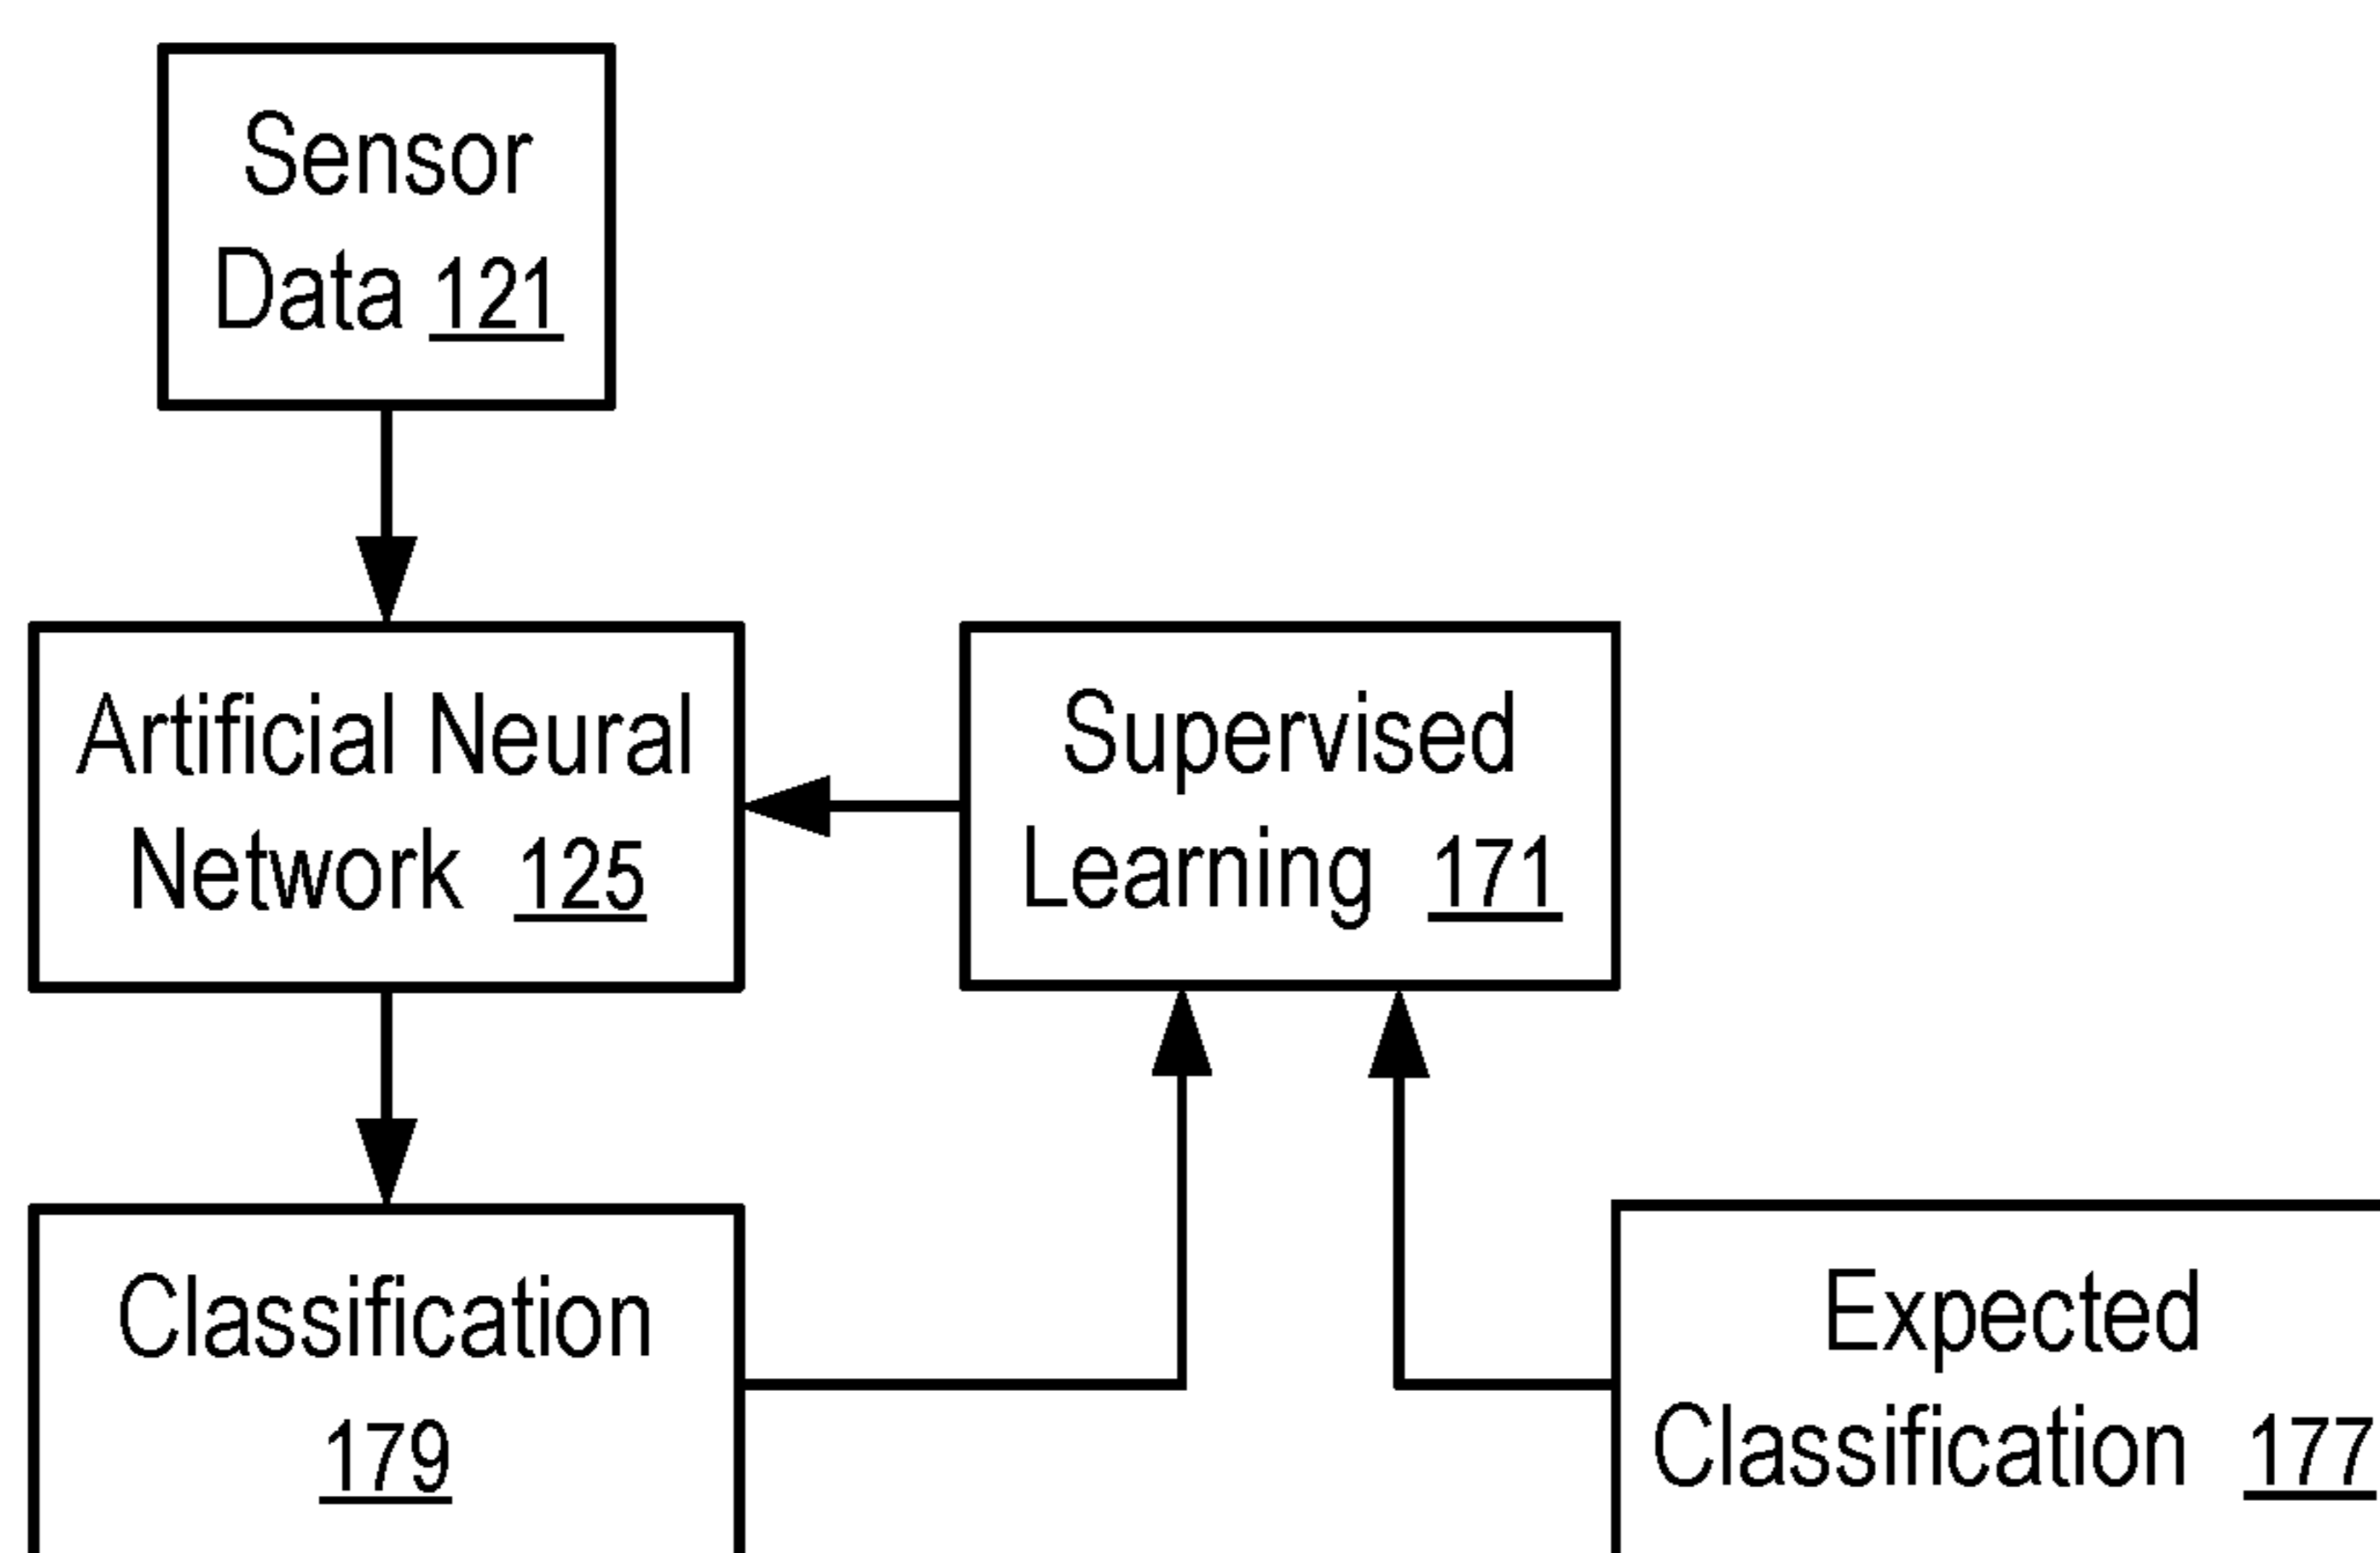 Sensor
Data 121
Artificial Neural
Network 125
Supervised
Learning 171
Classification
179
Expected
Classification 177